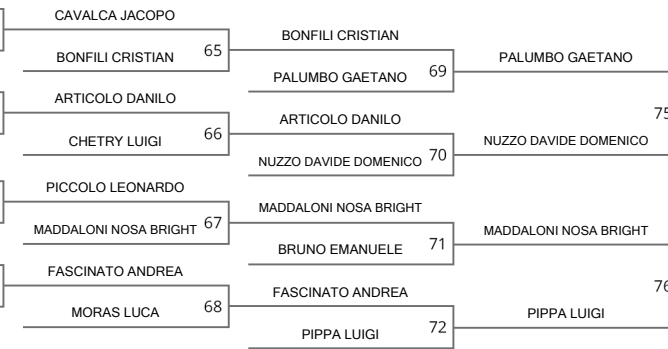 CAVALCA JACOPO
BONFILI CRISTIAN
65
ARTICOLO DANILO
CHETRY LUIGI
66
PICCOLO LEONARDO
MADDALONI NOSA BRIGHT
67
FASCINATO ANDREA
MORAS LUCA
68
BONFILI CRISTIAN
PALUMBO GAETANO
69
ARTICOLO DANILO
NUZZO DAVIDE DOMENICO
70
MADDALONI NOSA BRIGHT
BRUNO EMANUELE
71
FASCINATO ANDREA
PIPPA LUIGI
72
PALUMBO GAETANO
75
NUZZO DAVIDE DOMENICO
MADDALONI NOSA BRIGHT
76
PIPPA LUIGI